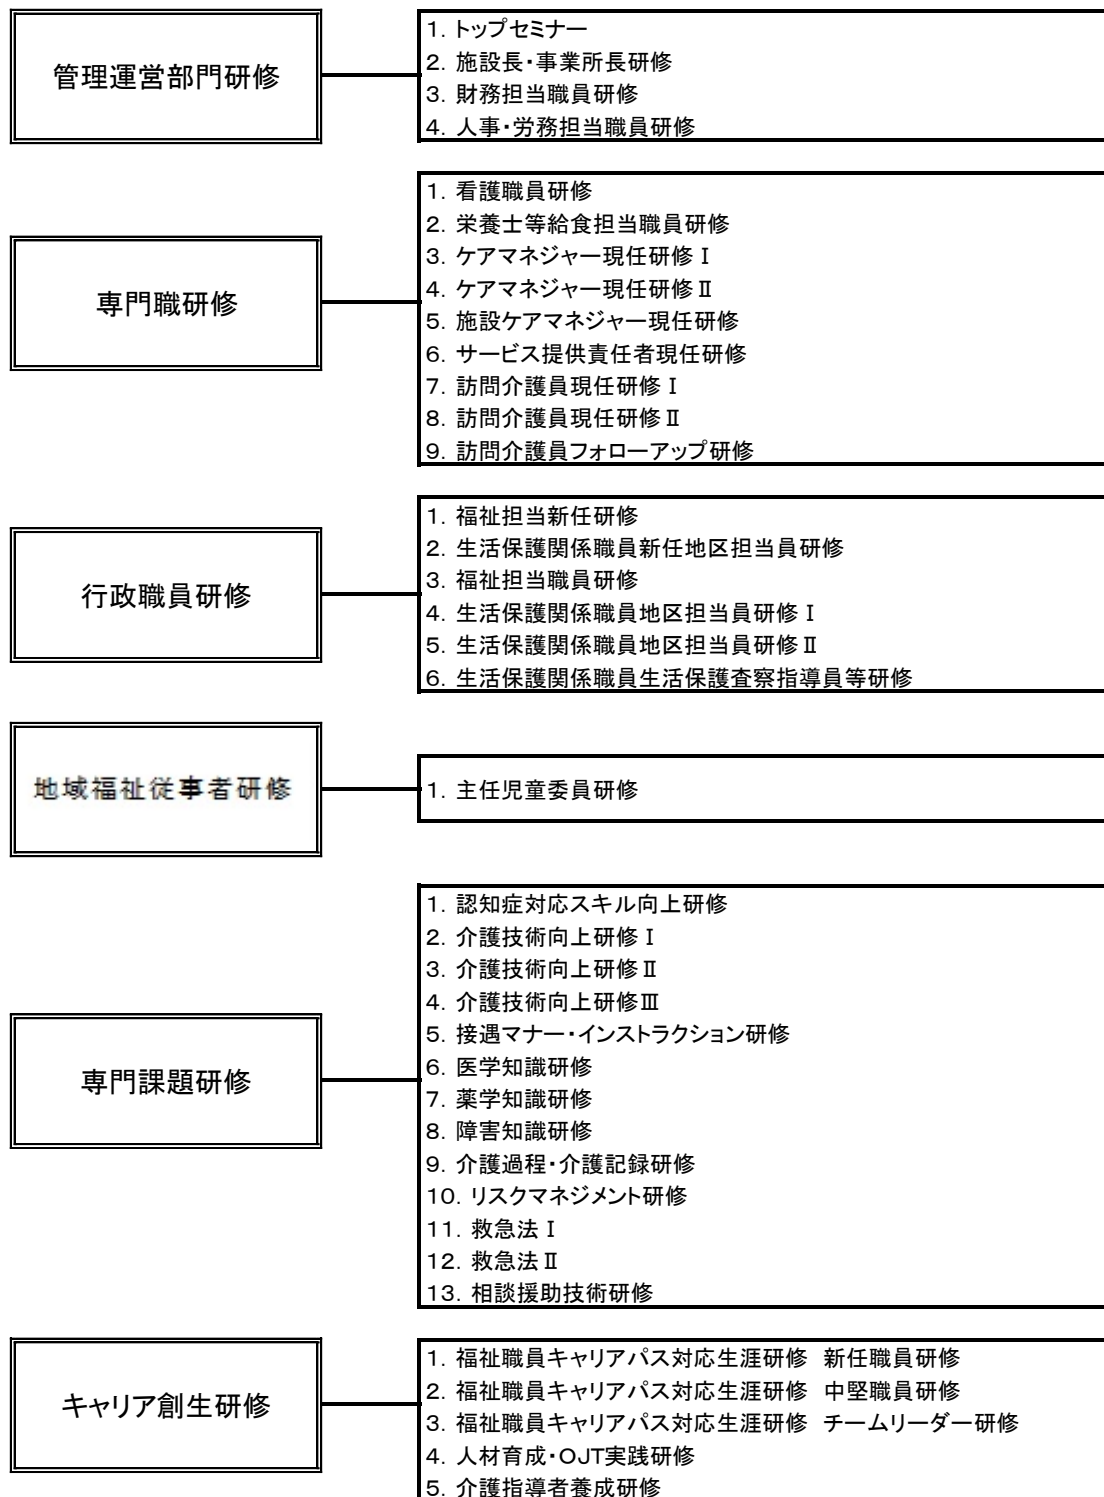 管理運営部門研修
1. トップセミナー
2. 施設長・事業所長研修
3. 財務担当職員研修
4. 人事・労務担当職員研修
専門職研修
1. 看護職員研修
2. 栄養士等給食担当職員研修
3. ケアマネジャー現任研修Ⅰ
4. ケアマネジャー現任研修Ⅱ
5. 施設ケアマネジャー現任研修
6. サービス提供責任者現任研修
7. 訪問介護員現任研修Ⅰ
8. 訪問介護員現任研修Ⅱ
9. 訪問介護員フォローアップ研修
行政職員研修
1. 福祉担当新任研修
2. 生活保護関係職員新任地区担当員研修
3. 福祉担当職員研修
4. 生活保護関係職員地区担当員研修Ⅰ
5. 生活保護関係職員地区担当員研修Ⅱ
6. 生活保護関係職員生活保護査察指導員等研修
地域福祉従事者研修
1. 主任児童委員研修
専門課題研修
1. 認知症対応スキル向上研修
2. 介護技術向上研修Ⅰ
3. 介護技術向上研修Ⅱ
4. 介護技術向上研修Ⅲ
5. 接遇マナー・インストラクション研修
6. 医学知識研修
7. 薬学知識研修
8. 障害知識研修
9. 介護過程・介護記録研修
10. リスクマネジメント研修
11. 救急法Ⅰ
12. 救急法Ⅱ
13. 相談援助技術研修
キャリア創生研修
1. 福祉職員キャリアパス対応生涯研修 新任職員研修
2. 福祉職員キャリアパス対応生涯研修 中堅職員研修
3. 福祉職員キャリアパス対応生涯研修 チームリーダー研修
4. 人材育成・OJT実践研修
5. 介護指導者養成研修